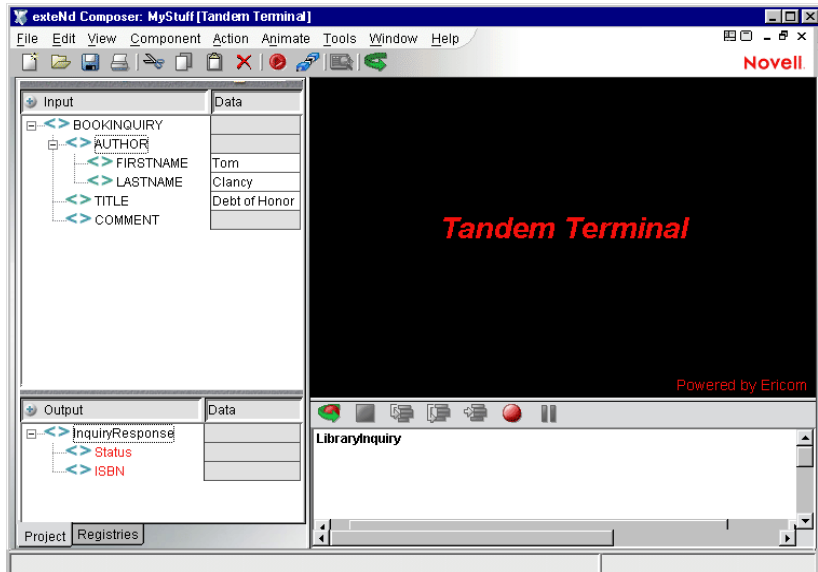 exteNd Composer: MyStuff [Tandem Terminal]
File Edit View Component Action Animate Tools Window Help
Novell.
Input Data
BOOKINQUIRY
AUTHOR
FIRSTNAME Tom
LASTNAME Clancy
TITLE Debt of Honor
COMMENT
Tandem Terminal
Powered by Ericom
Output Data
InquiryResponse
Status
ISBN
LibraryInquiry
Project Registries